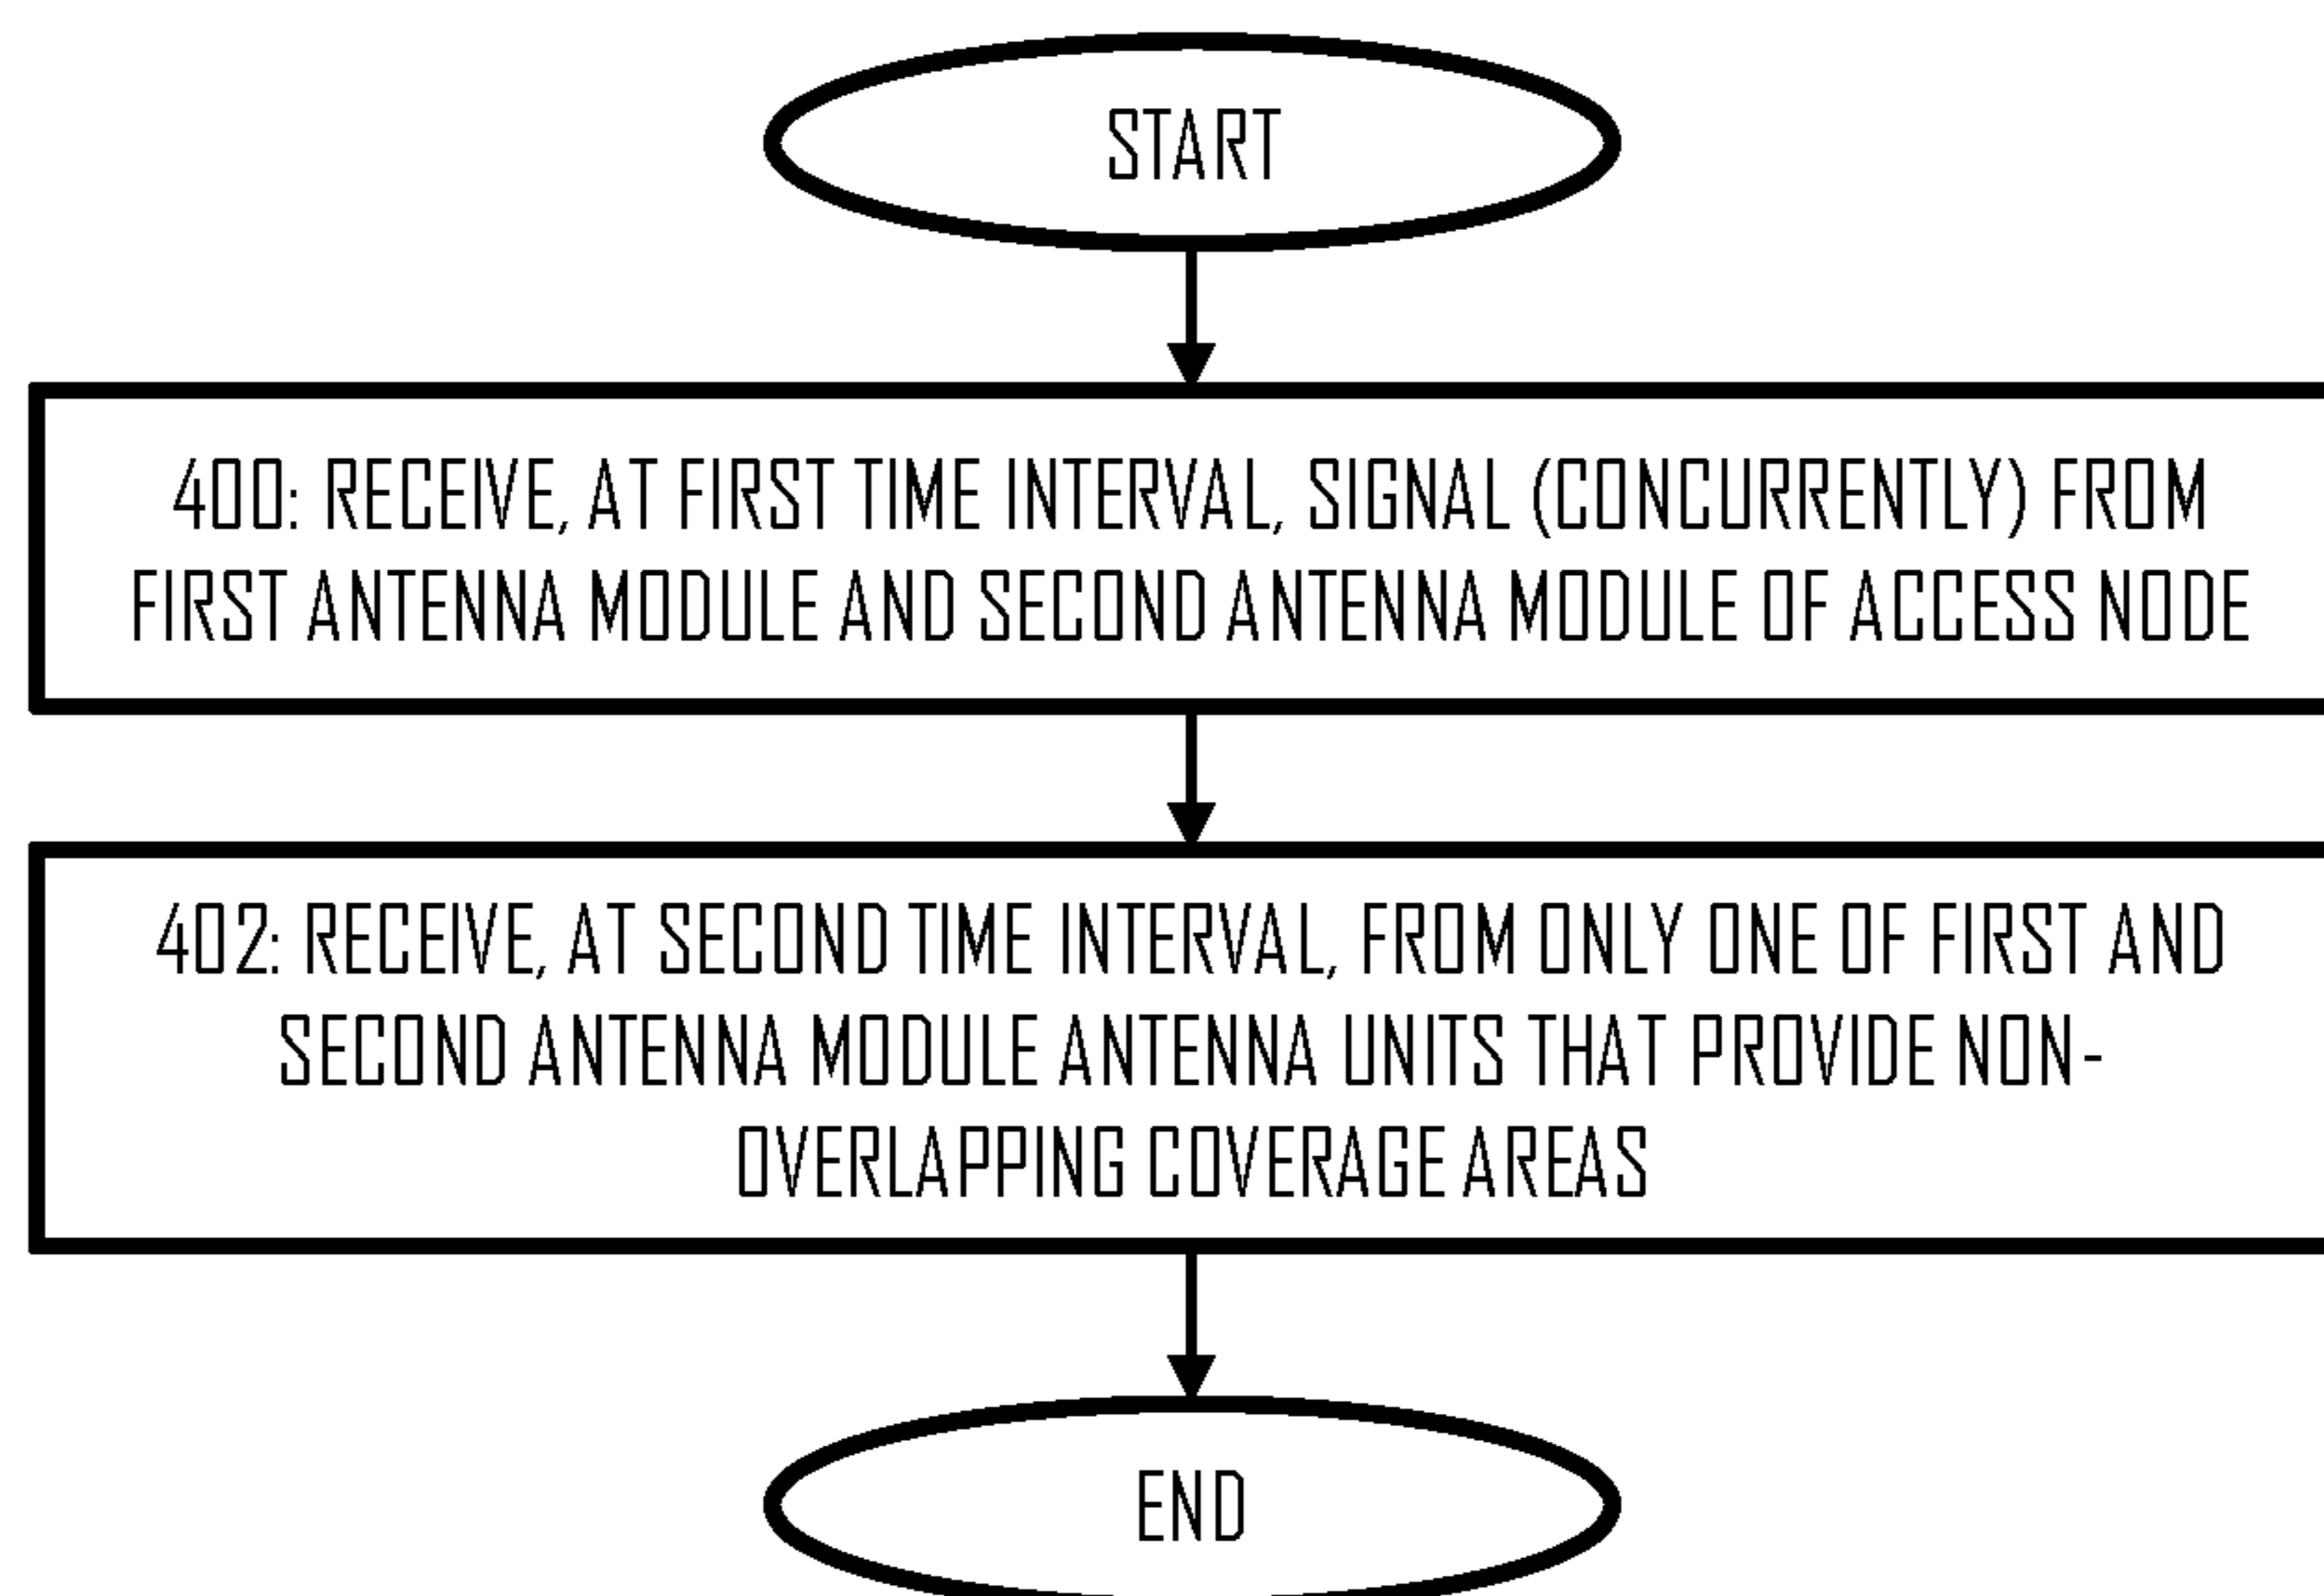 START
400: RECEIVE, AT FIRST TIME INTERVAL, SIGNAL (CONCURRENTLY) FROM
FIRST ANTENNA MODULE AND SECOND ANTENNA MODULE OF ACCESS NODE
402: RECEIVE, AT SECOND TIME INTERVAL, FROM ONLY ONE OF FIRST AND
SECOND ANTENNA MODULE ANTENNA UNITS THAT PROVIDE NON-
OVERLAPPING COVERAGE AREAS
END